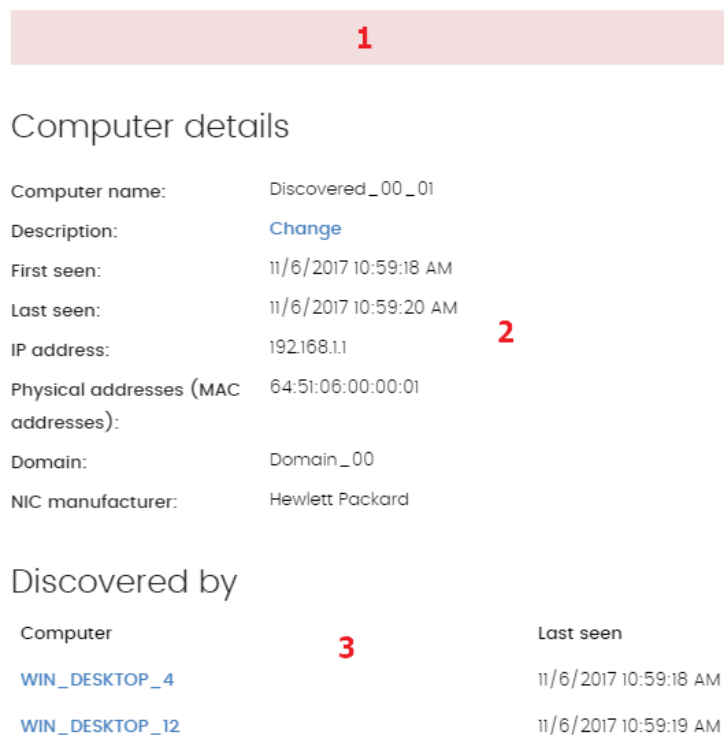 1
Computer details
Computer name: Discovered_00_01
Description: Change
First seen: 11/6/2017 10:59:18 AM
Last seen: 11/6/2017 10:59:20 AM
2
IP address: 192.168.1.1
Physical addresses (MAC 64:51:06:00:00:01
addresses):
Domain: Domain_00
NIC manufacturer: Hewlett Packard
Discovered by
Computer Last seen
3
WIN_DESKTOP_4 11/6/2017 10:59:18 AM
WIN_DESKTOP_12 11/6/2017 10:59:19 AM